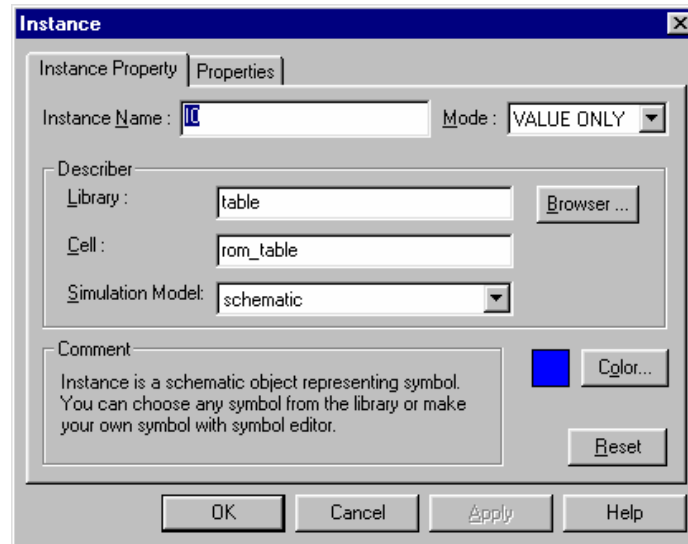 Instance
Instance Property Properties
Instance Name : I0 Mode : VALUE ONLY
Describer
Library : table Browser ...
Cell : rom_table
Simulation Model: schematic
Comment
Instance is a schematic object representing symbol.
You can choose any symbol from the library or make
your own symbol with symbol editor.
Color...
Reset
OK Cancel Apply Help